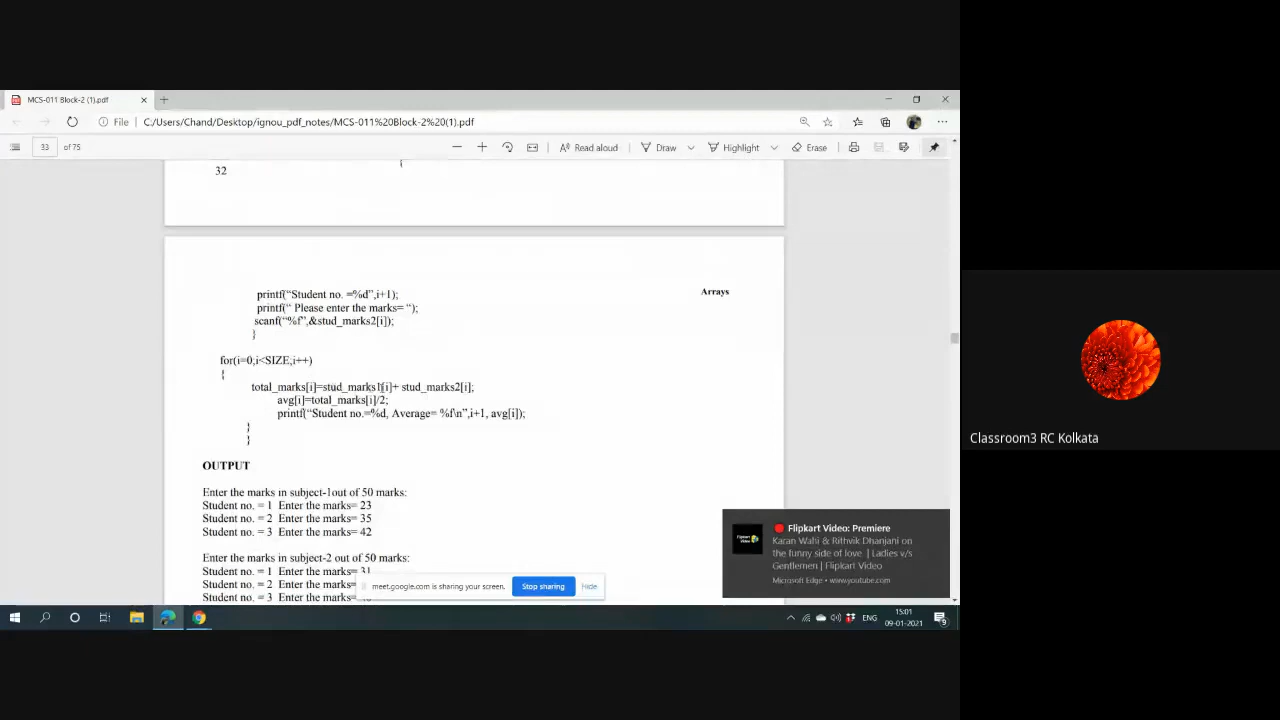 MCS-011 Block-2 (1).pdf
File C:/Users/Chand/Desktop/ignou_pdf_notes/MCS-011%20Block-2%20(1).pdf
33 of 75
Read aloud Draw Highlight Erase
32
{
printf(“Student no. =%d”,i+1);
Arrays
printf(“ Please enter the marks= “);
scanf(“%f”,&stud_marks2[i]);
}
for(i=0;i<SIZE;i++)
{
total_marks[i]=stud_marks1[i]+ stud_marks2[i];
avg[i]=total_marks[i]/2;
printf(“Student no.=%d, Average= %f\n”,i+1, avg[i]);
}
}
OUTPUT
Enter the marks in subject-1out of 50 marks:
Student no. = 1 Enter the marks= 23
Student no. = 2 Enter the marks= 35
Student no. = 3 Enter the marks= 42
Enter the marks in subject-2 out of 50 marks:
Student no. = 1 Enter the marks= 31
Student no. = 2 Enter the marks=
Student no. = 3 Enter the marks=
meet.google.com is sharing your screen. Stop sharing Hide
Flipkart Video: Premiere
Karan Wahi & Rithvik Dhanjani on
the funny side of love | Ladies v/s
Gentlemen | Flipkart Video
Microsoft Edge • www.youtube.com
ENG
15:01
09-01-2021
9
Classroom3 RC Kolkata